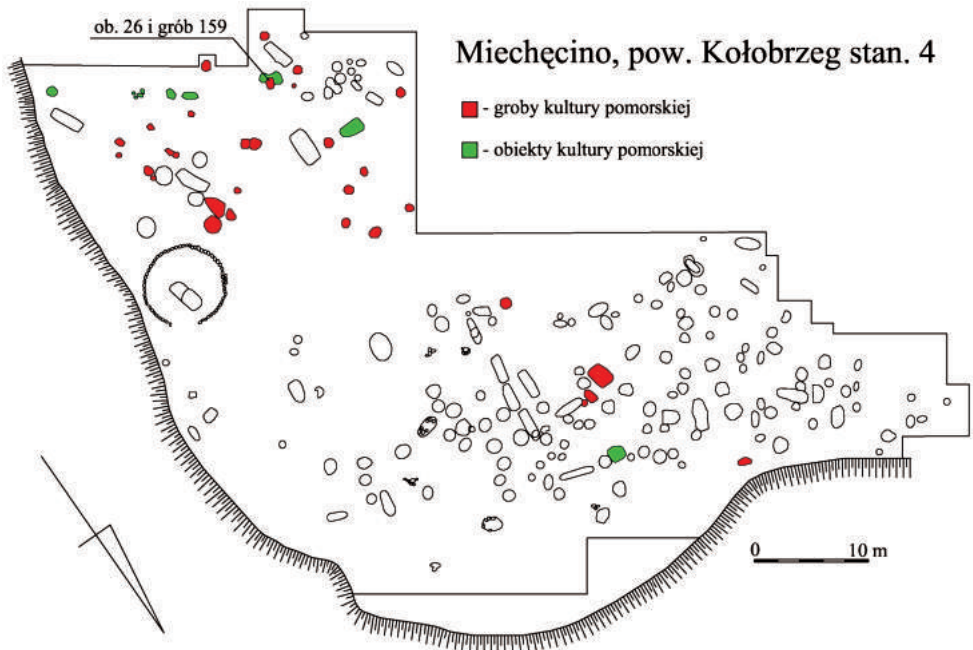 ob. 26 i grób 159
Miechęcino, pow. Kołobrzeg stan. 4
- groby kultury pomorskiej
- obiekty kultury pomorskiej
0 10 m